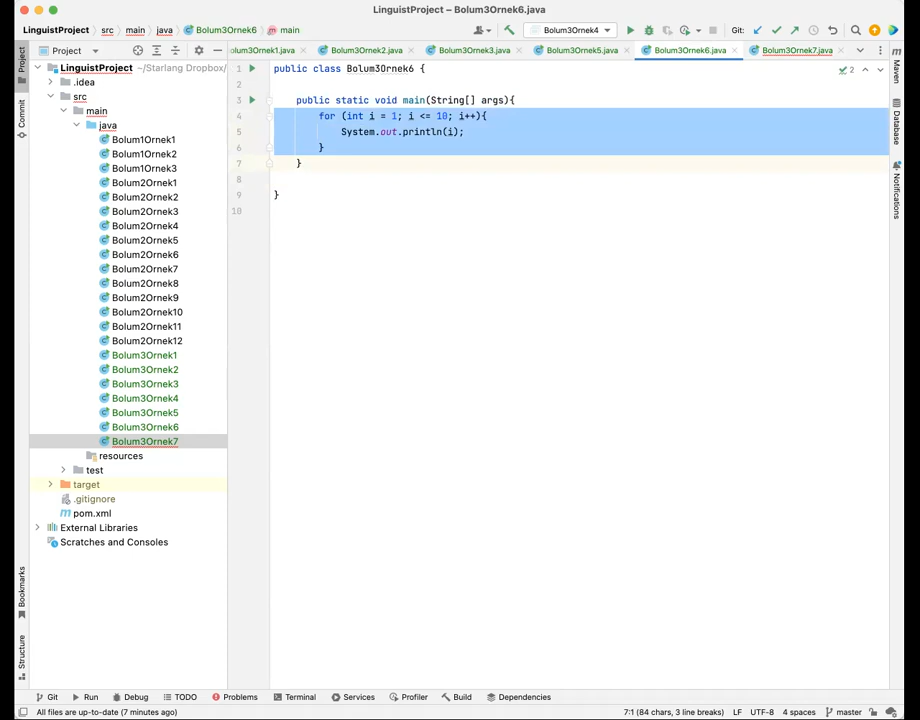 LinguistProject – Bolum3Ornek6.java
LinguistProject
src
main
java
Bolum3Ornek6
main
Bolum3Ornek4
Git:
Project
olumOrnek1.java
Bolum3Ornek2.java
Bolum3Ornek3.java
Bolum3Ornek5.java
Bolum3Ornek6.java
Bolum3Ornek7.java
LinguistProject ~/Starlang Dropbox/
.idea
src
main
java
Bolum1Ornek1
Bolum1Ornek2
Bolum1Ornek3
Bolum2Ornek1
Bolum2Ornek2
Bolum2Ornek3
Bolum2Ornek4
Bolum2Ornek5
Bolum2Ornek6
Bolum2Ornek7
Bolum2Ornek8
Bolum2Ornek9
Bolum2Ornek10
Bolum2Ornek11
Bolum2Ornek12
Bolum3Ornek1
Bolum3Ornek2
Bolum3Ornek3
Bolum3Ornek4
Bolum3Ornek5
Bolum3Ornek6
Bolum3Ornek7
resources
test
target
.gitignore
pom.xml
External Libraries
Scratches and Consoles
1 public class Bolum3Ornek6 {
2
3 public static void main(String[] args){
4 for (int i = 1; i <= 10; i++){
5 System.out.println(i);
6 }
7 }
8
9 }
10
2
Project
Commit
Bookmarks
Structure
Maven
Database
Notifications
Git
Run
Debug
TODO
Problems
Terminal
Services
Profiler
Build
Dependencies
All files are up-to-date (7 minutes ago)
7:1 (84 chars, 3 line breaks)
LF
UTF-8
4 spaces
master